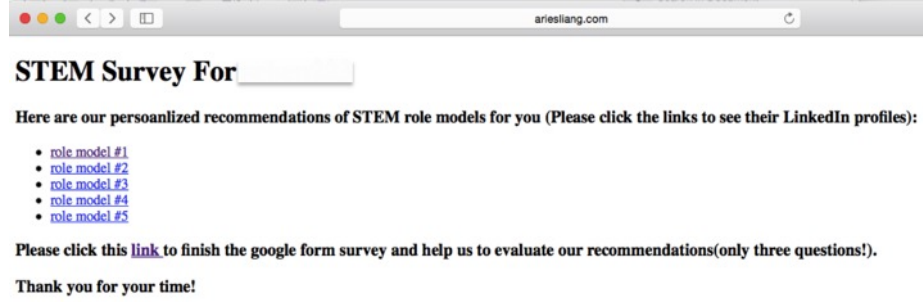 ariesliang.com
STEM Survey For
Here are our persoanlized recommendations of STEM role models for you (Please click the links to see their LinkedIn profiles):
role model #1
role model #2
role model #3
role model #4
role model #5
Please click this link to finish the google form survey and help us to evaluate our recommendations(only three questions!).
Thank you for your time!